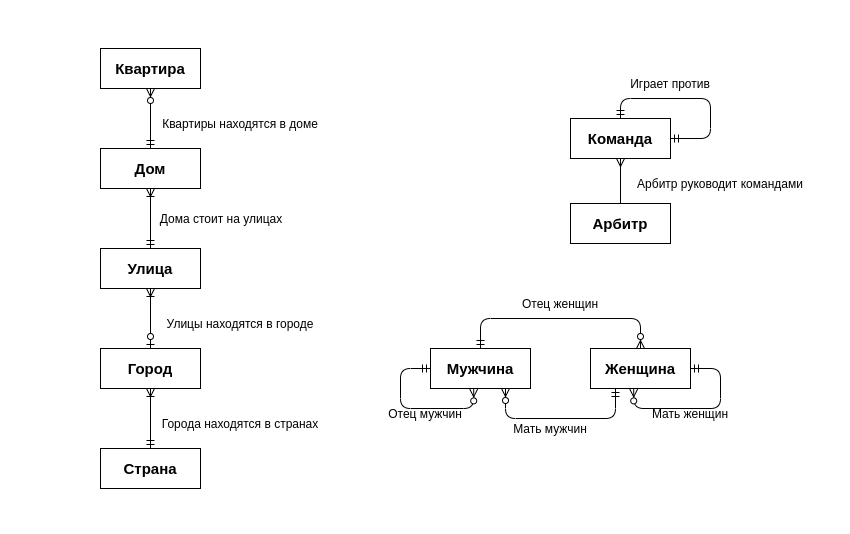 Квартира
Квартиры находятся в доме
Дом
Дома стоит на улицах
Улица
Улицы находятся в городе
Город
Города находятся в странах
Страна
Играет против
Команда
Арбитр руководит командами
Арбитр
Отец женщин
Мужчина
Женщина
Отец мужчин
Мать женщин
Мать мужчин